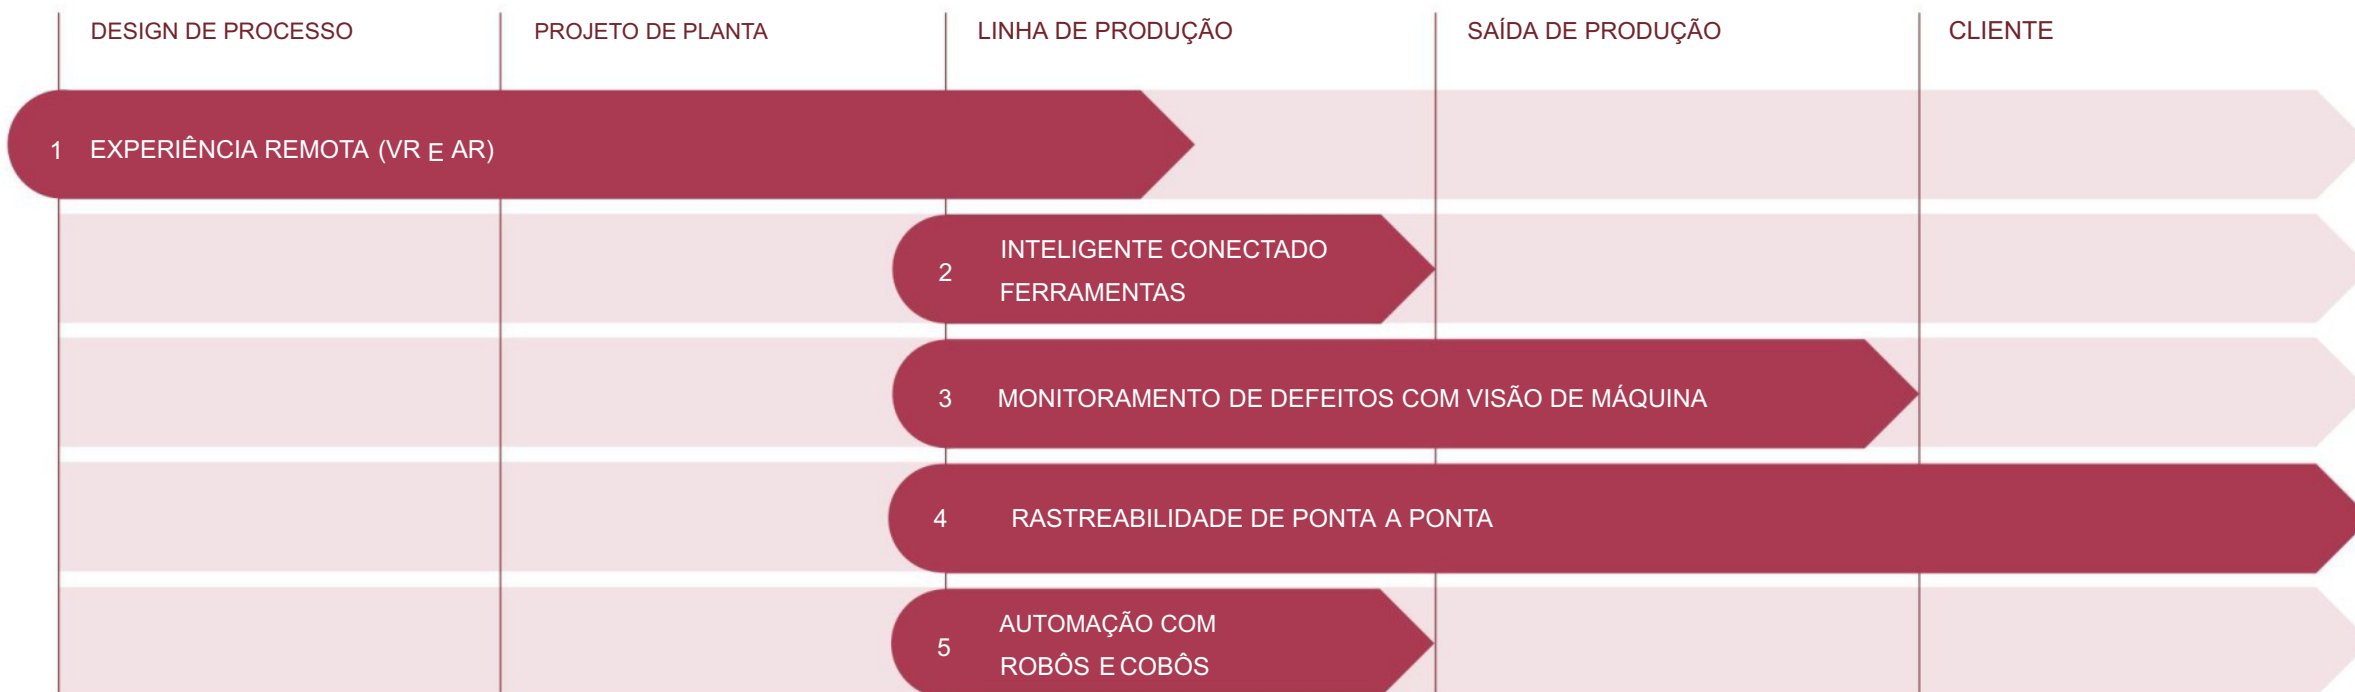 DESIGN DE PROCESSO
PROJETO DE PLANTA
LINHA DE PRODUÇÃO
SAÍDA DE PRODUÇÃO
CLIENTE
1 EXPERIÊNCIA REMOTA (VR E AR)
2 INTELIGENTE CONECTADO
FERRAMENTAS
3 MONITORAMENTO DE DEFEITOS COM VISÃO DE MÁQUINA
4 RASTREABILIDADE DE PONTA A PONTA
5 AUTOMAÇÃO COM
ROBÔS E COBÔS